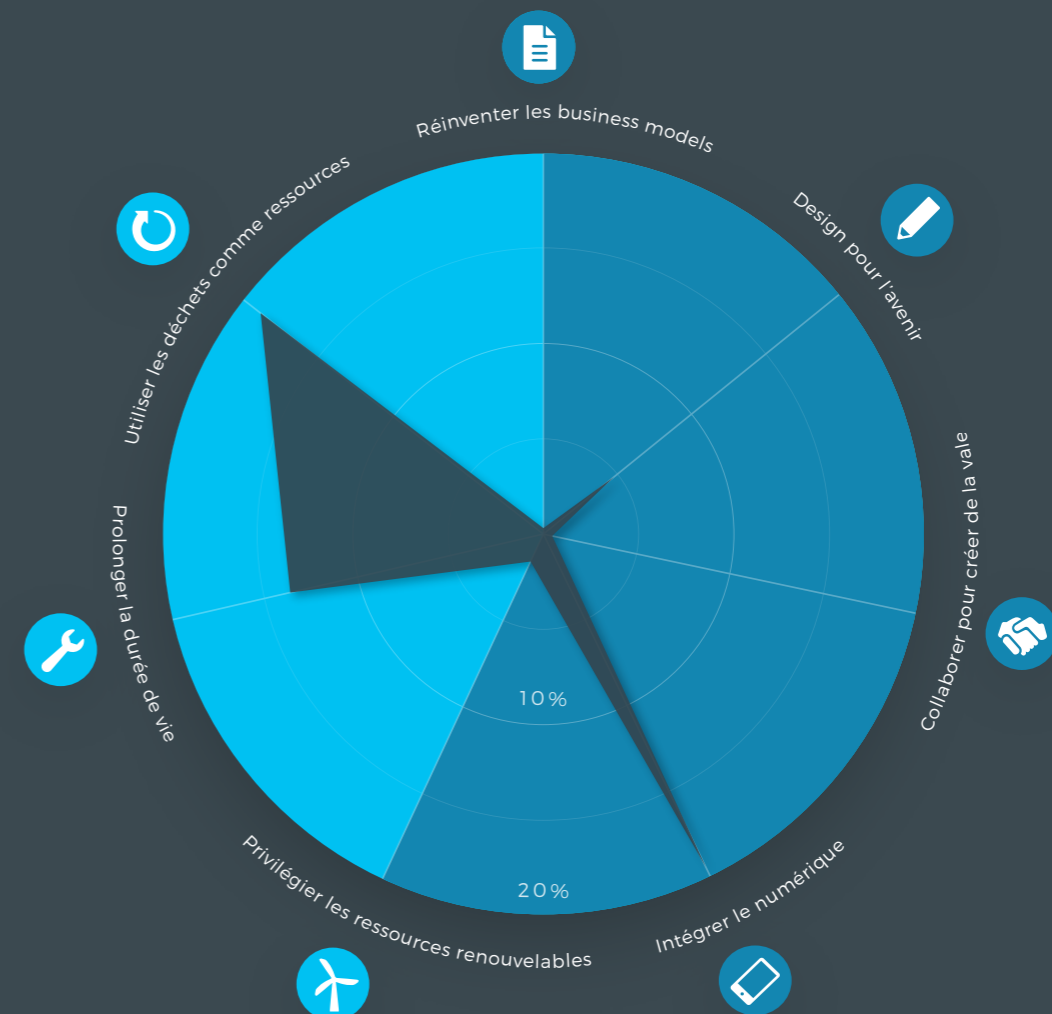 Réinventer les business models
Design pour l'avenir
Collaborer pour créer de la vale
Intégrer le numérique
Privilégier les ressources renouvelables
Prolonger la durée de vie
Utiliser les déchets comme ressources
10%
20%